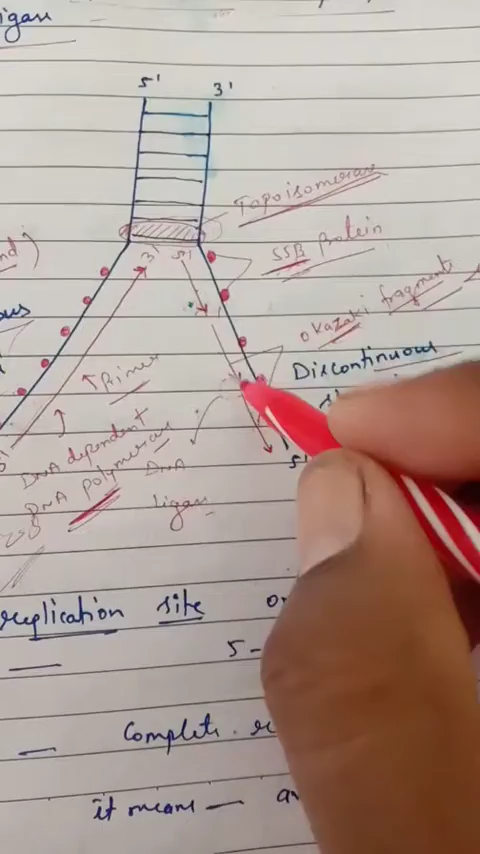 5' 3'
Topoisomerase
SSB Protein
3' 5'
Okazaki fragments
Discontinuous
Primer
DNA dependent
DNA polymerase
DNA
ligase
5'
replication site
5-
Complete
it means —